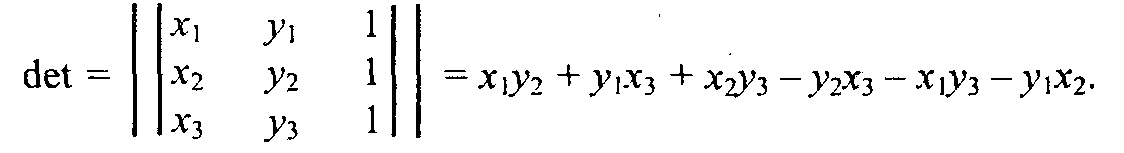 det = || x₁ y₁ 1 ||
|| x₂ y₂ 1 || = x₁y₂ + y₁x₃ + x₂y₃ − y₂x₃ − x₁y₃ − y₁x₂.
|| x₃ y₃ 1 ||